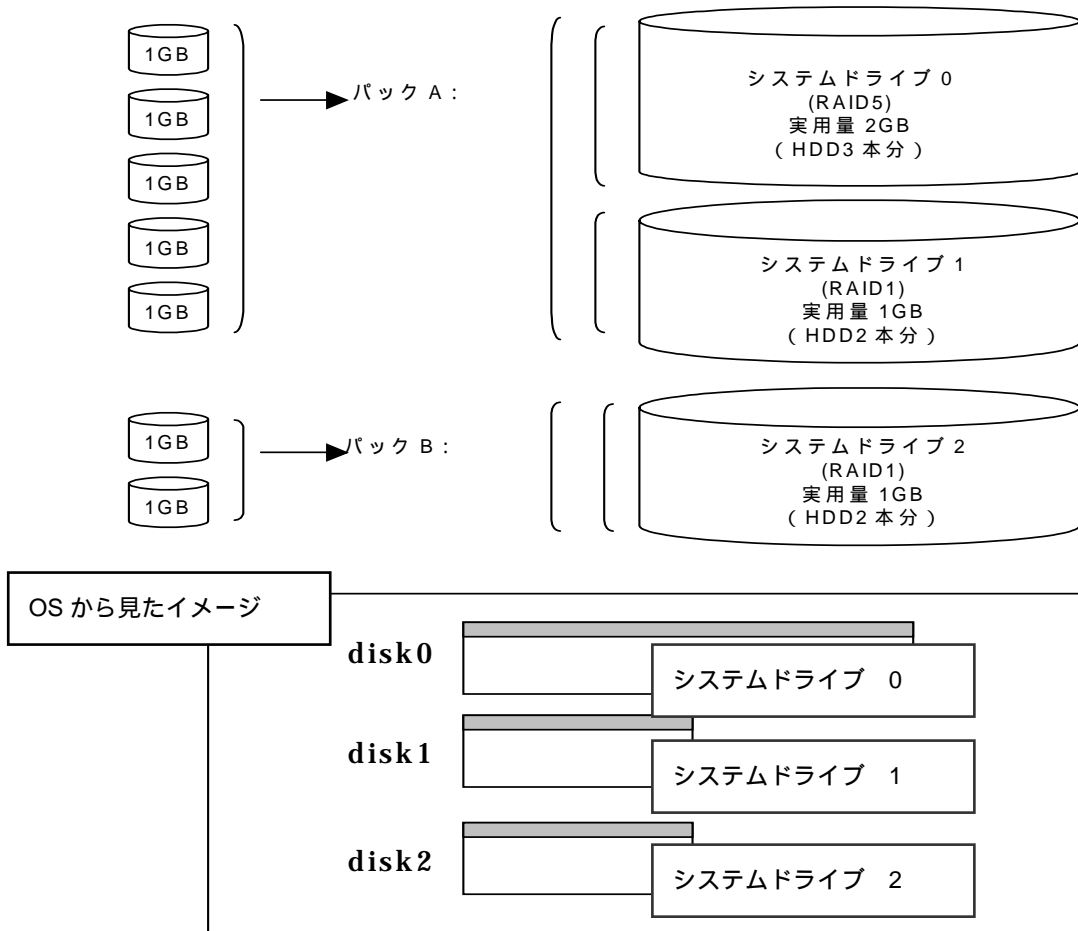 1GB
1GB
1GB
1GB
1GB
パック A :
システムドライブ 0
(RAID5)
実用量 2GB
( HDD3 本分 )
システムドライブ 1
(RAID1)
実用量 1GB
( HDD2 本分 )
1GB
1GB
パック B :
システムドライブ 2
(RAID1)
実用量 1GB
( HDD2 本分 )
OS から見たイメージ
disk0
システムドライブ 0
disk1
システムドライブ 1
disk2
システムドライブ 2